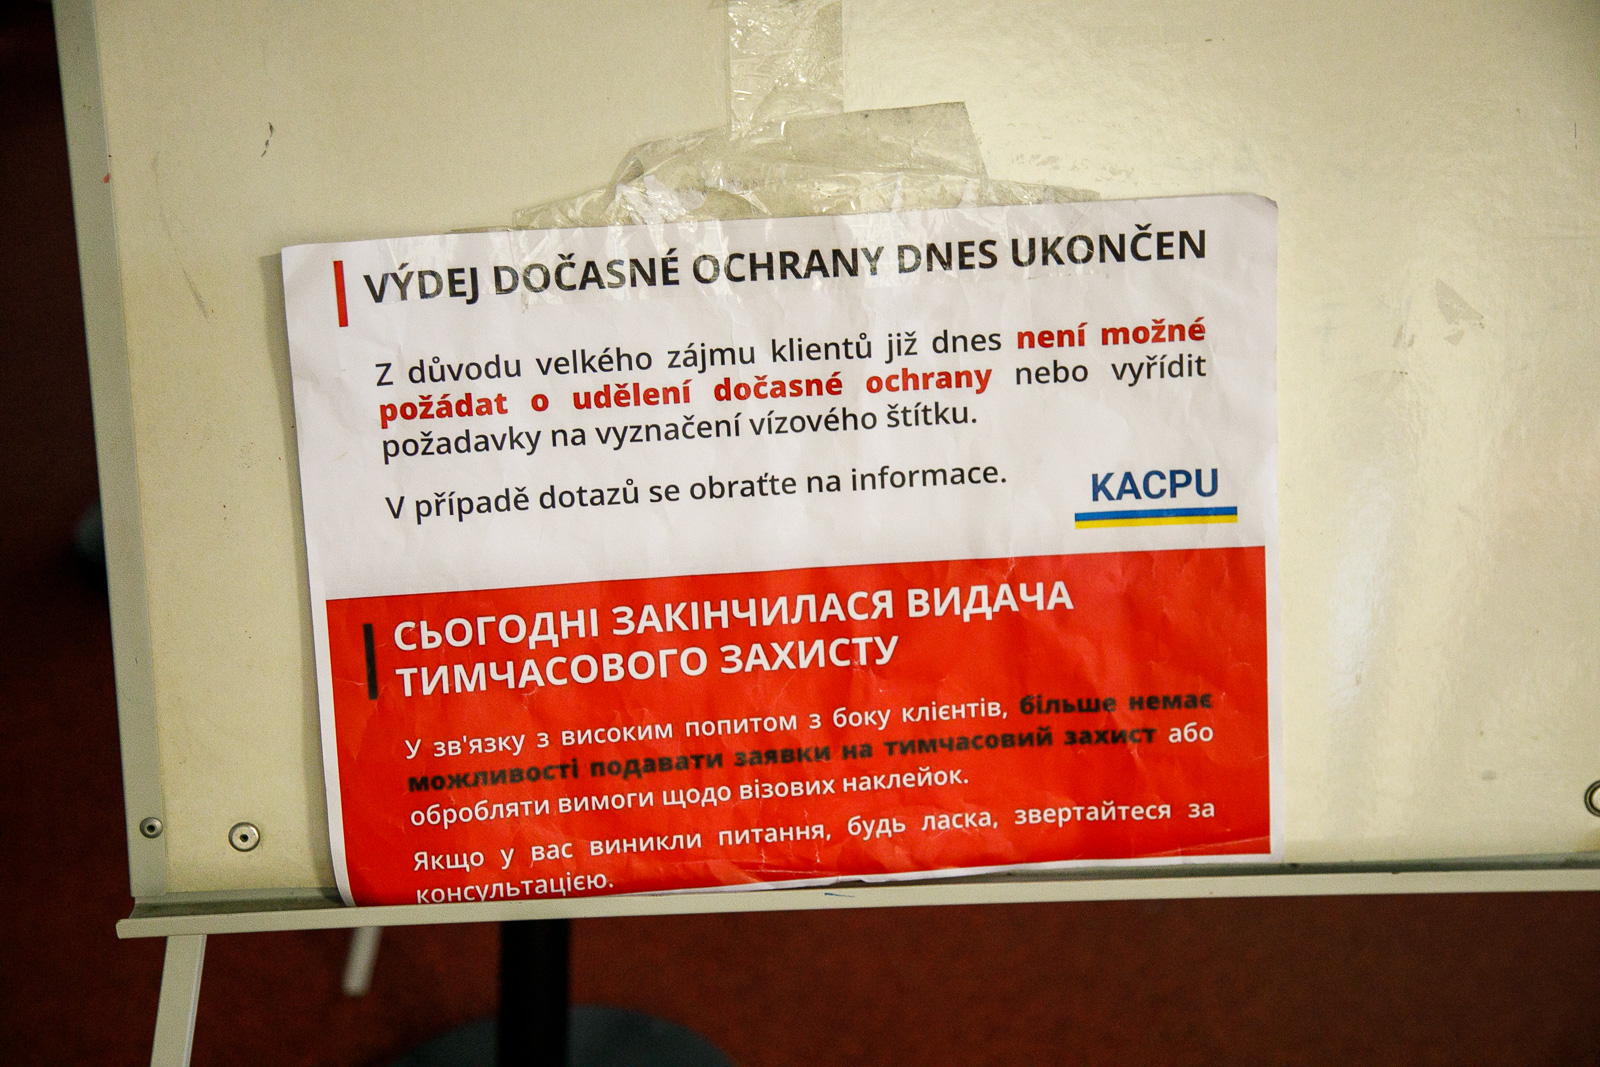 VÝDEJ DOČASNÉ OCHRANY DNES UKONČEN
Z důvodu velkého zájmu klientů již dnes není možné
požádat o udělení dočasné ochrany nebo vyřídit
požadavky na vyznačení vízového štítku.
V případě dotazů se obraťte na informace.
KACPU
СЬОГОДНІ ЗАКІНЧИЛАСЯ ВИДАЧА
ТИМЧАСОВОГО ЗАХИСТУ
У зв'язку з високим попитом з боку клієнтів, більше немає
можливості подавати заявки на тимчасовий захист або
обробляти вимоги щодо візових наклейок.
Якщо у вас виникли питання, будь ласка, звертайтеся за
консультацією.